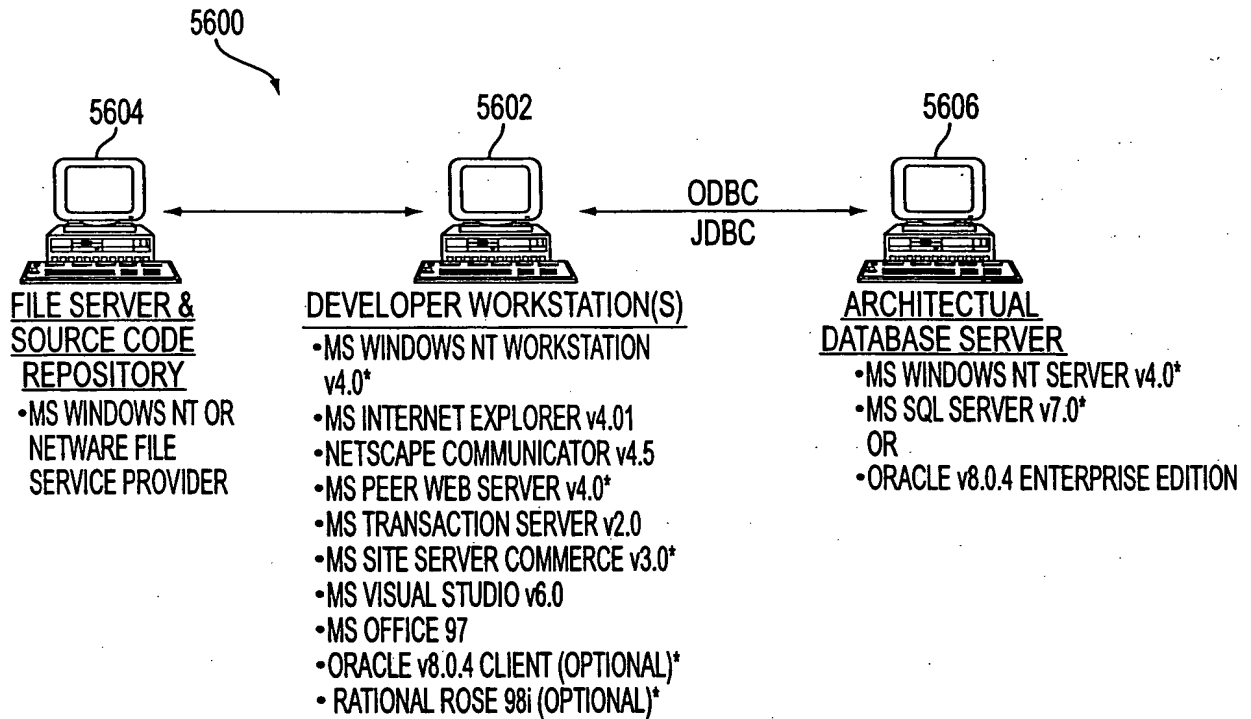 5600
5604
5602
5606
ODBC
JDBC
FILE SERVER &
SOURCE CODE
REPOSITORY
•MS WINDOWS NT OR
NETWARE FILE
SERVICE PROVIDER
DEVELOPER WORKSTATION(S)
•MS WINDOWS NT WORKSTATION
v4.0*
•MS INTERNET EXPLORER v4.01
•NETSCAPE COMMUNICATOR v4.5
•MS PEER WEB SERVER v4.0*
•MS TRANSACTION SERVER v2.0
•MS SITE SERVER COMMERCE v3.0*
•MS VISUAL STUDIO v6.0
•MS OFFICE 97
•ORACLE v8.0.4 CLIENT (OPTIONAL)*
• RATIONAL ROSE 98i (OPTIONAL)*
ARCHITECTUAL
DATABASE SERVER
•MS WINDOWS NT SERVER v4.0*
•MS SQL SERVER v7.0*
OR
•ORACLE v8.0.4 ENTERPRISE EDITION